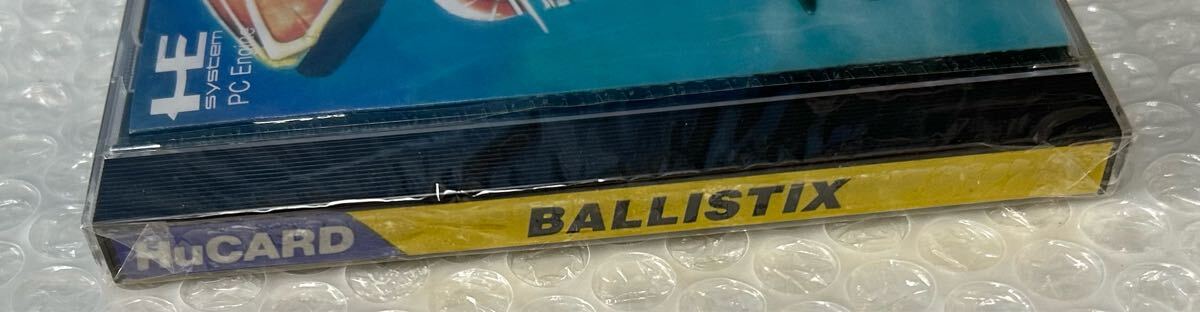 HE
system
PC Engine
HuCARD
BALLISTIX